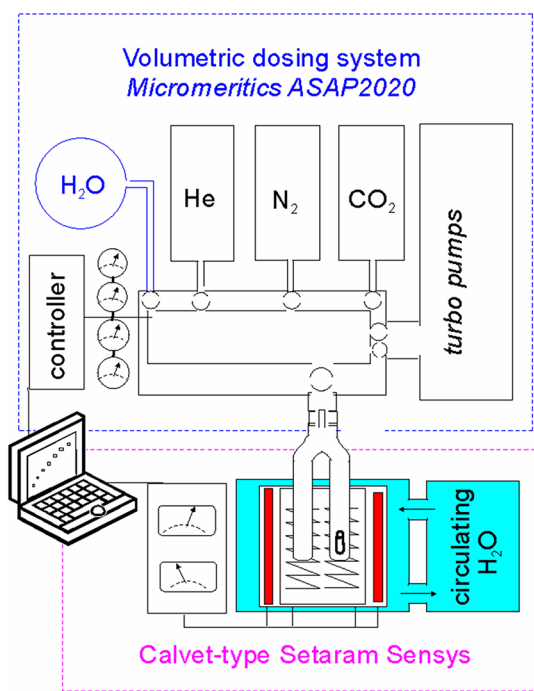 Volumetric dosing system
Micromeritics ASAP2020
H₂O
He
N₂
CO₂
turbo pumps
controller
circulating
H₂O
Calvet-type Setaram Sensys